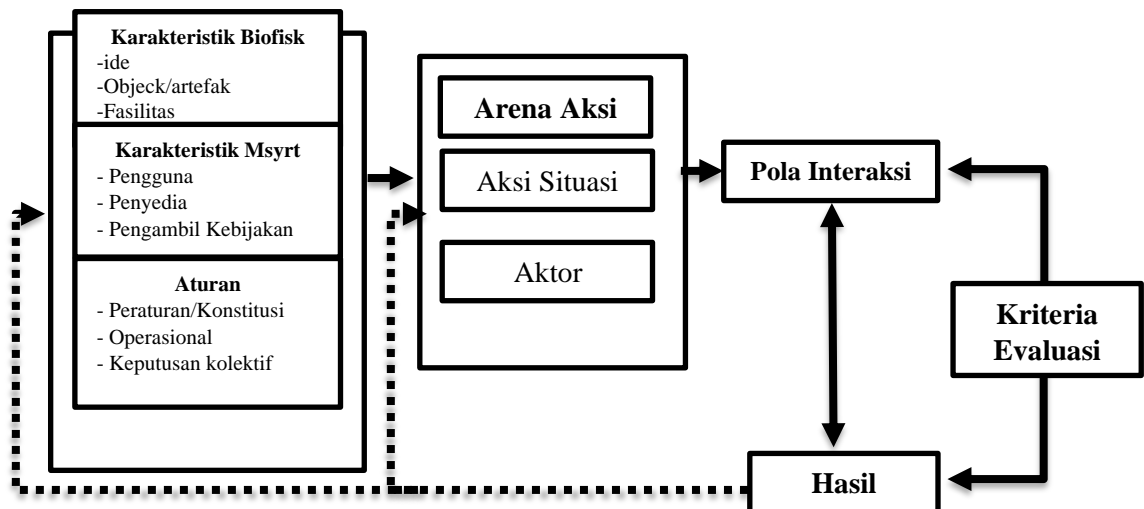 Karakteristik Biofisk
-ide
-Objeck/artefak
-Fasilitas
Karakteristik Msyrt
- Pengguna
- Penyedia
- Pengambil Kebijakan
Aturan
- Peraturan/Konstitusi
- Operasional
- Keputusan kolektif
Arena Aksi
Aksi Situasi
Aktor
Pola Interaksi
Kriteria
Evaluasi
Hasil